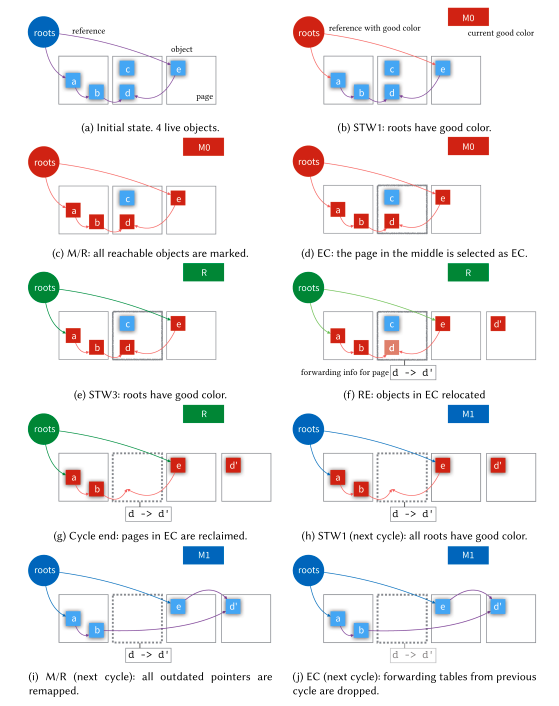 roots
reference
object
c
e
a
b
d
page
(a) Initial state. 4 live objects.
M0
roots
reference with good color
current good color
c
e
a
b
d
(b) STW1: roots have good color.
M0
roots
c
e
a
b
d
(c) M/R: all reachable objects are marked.
M0
roots
c
e
a
b
d
(d) EC: the page in the middle is selected as EC.
R
roots
c
e
a
b
d
(e) STW3: roots have good color.
R
roots
c
e
d'
a
b
d
forwarding info for page
d -> d'
(f) RE: objects in EC relocated
R
roots
e
d'
a
b
d -> d'
(g) Cycle end: pages in EC are reclaimed.
M1
roots
e
d'
a
b
d -> d'
(h) STW1 (next cycle): all roots have good color.
M1
roots
e
d'
a
b
d -> d'
(i) M/R (next cycle): all outdated pointers are
remapped.
M1
roots
e
d'
a
b
d -> d'
(j) EC (next cycle): forwarding tables from previous
cycle are dropped.